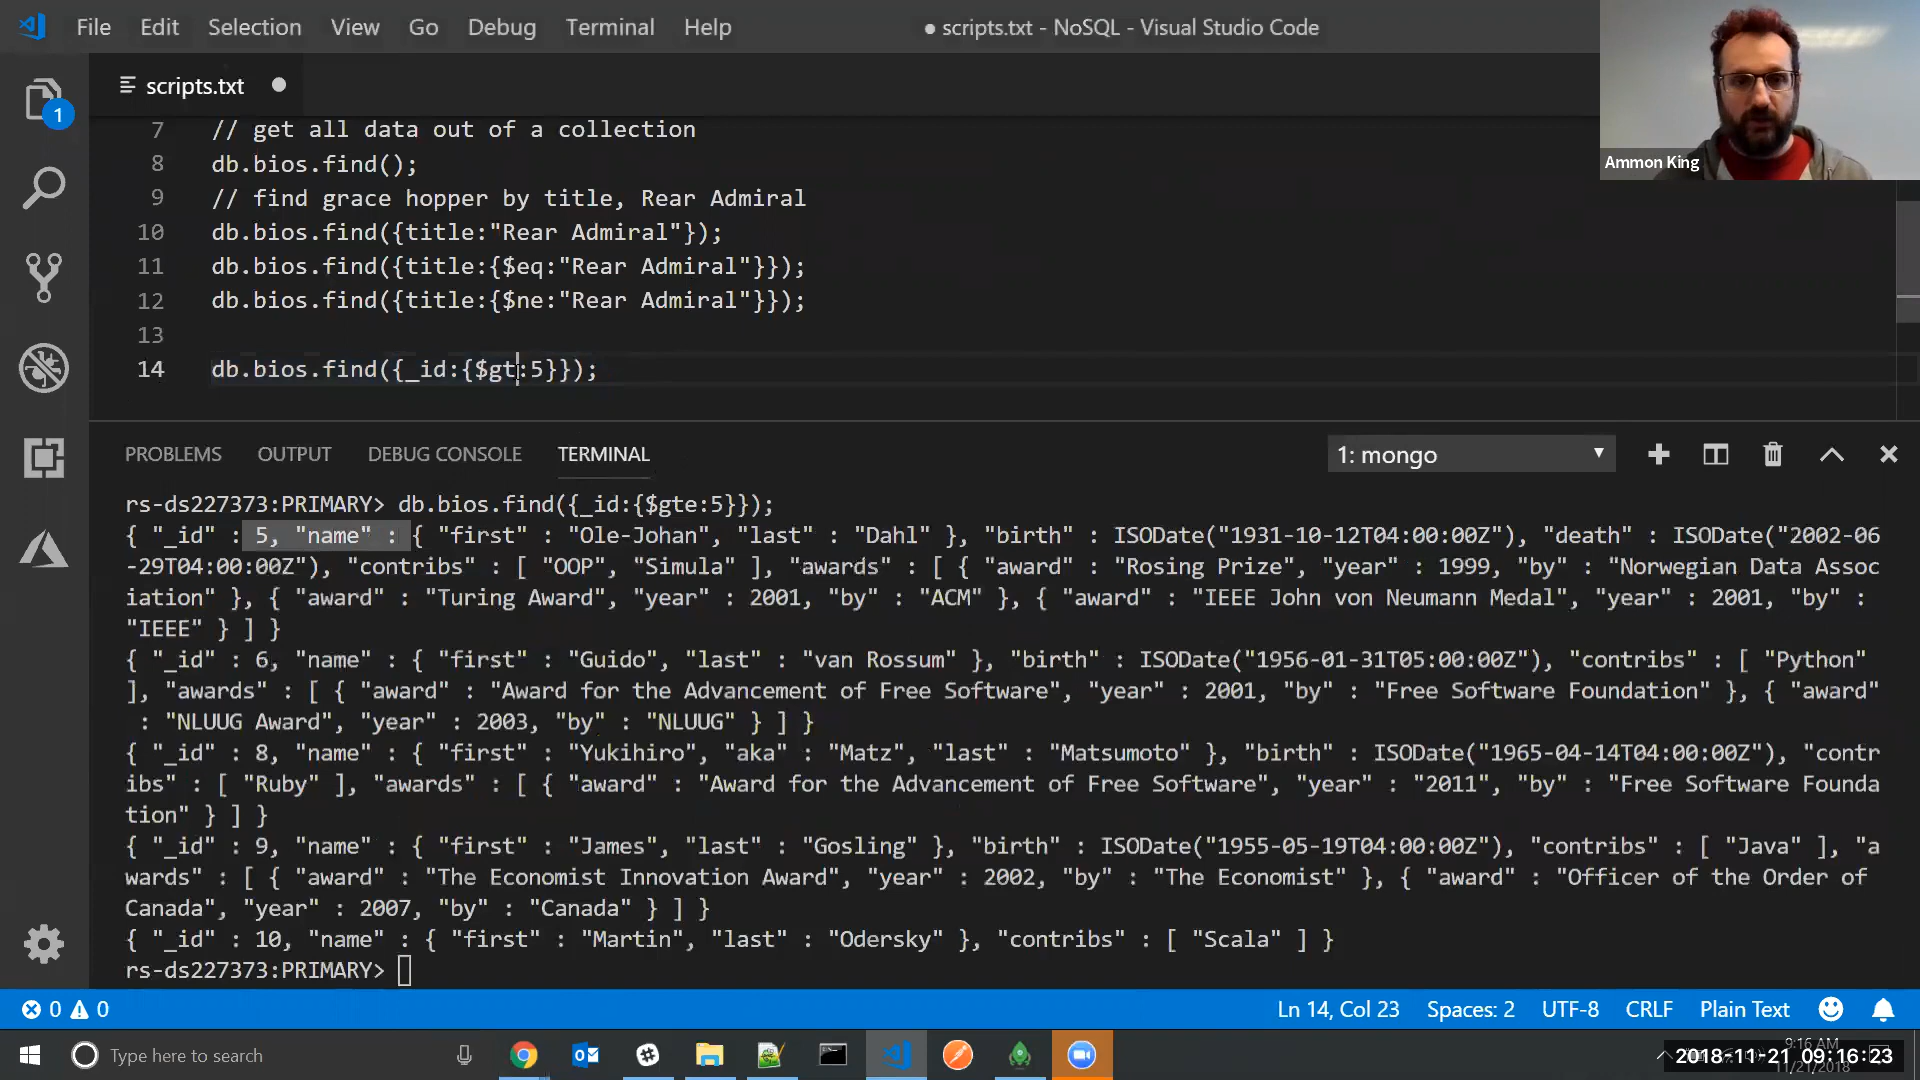 File Edit Selection View Go Debug Terminal Help
● scripts.txt - NoSQL - Visual Studio Code
scripts.txt
Ammon King
1
7 // get all data out of a collection
8 db.bios.find();
9 // find grace hopper by title, Rear Admiral
10 db.bios.find({title:"Rear Admiral"});
11 db.bios.find({title:{$eq:"Rear Admiral"}});
12 db.bios.find({title:{$ne:"Rear Admiral"}});
13
14 db.bios.find({_id:{$gt:5}});
PROBLEMS OUTPUT DEBUG CONSOLE TERMINAL 1: mongo
rs-ds227373:PRIMARY> db.bios.find({_id:{$gte:5}});
{ "_id" : 5, "name" : { "first" : "Ole-Johan", "last" : "Dahl" }, "birth" : ISODate("1931-10-12T04:00:00Z"), "death" : ISODate("2002-06
-29T04:00:00Z"), "contribs" : [ "OOP", "Simula" ], "awards" : [ { "award" : "Rosing Prize", "year" : 1999, "by" : "Norwegian Data Assoc
iation" }, { "award" : "Turing Award", "year" : 2001, "by" : "ACM" }, { "award" : "IEEE John von Neumann Medal", "year" : 2001, "by" :
"IEEE" } ] }
{ "_id" : 6, "name" : { "first" : "Guido", "last" : "van Rossum" }, "birth" : ISODate("1956-01-31T05:00:00Z"), "contribs" : [ "Python"
], "awards" : [ { "award" : "Award for the Advancement of Free Software", "year" : 2001, "by" : "Free Software Foundation" }, { "award"
: "NLUUG Award", "year" : 2003, "by" : "NLUUG" } ] }
{ "_id" : 8, "name" : { "first" : "Yukihiro", "aka" : "Matz", "last" : "Matsumoto" }, "birth" : ISODate("1965-04-14T04:00:00Z"), "contr
ibs" : [ "Ruby" ], "awards" : [ { "award" : "Award for the Advancement of Free Software", "year" : "2011", "by" : "Free Software Founda
tion" } ] }
{ "_id" : 9, "name" : { "first" : "James", "last" : "Gosling" }, "birth" : ISODate("1955-05-19T04:00:00Z"), "contribs" : [ "Java" ], "a
wards" : [ { "award" : "The Economist Innovation Award", "year" : 2002, "by" : "The Economist" }, { "award" : "Officer of the Order of
Canada", "year" : 2007, "by" : "Canada" } ] }
{ "_id" : 10, "name" : { "first" : "Martin", "last" : "Odersky" }, "contribs" : [ "Scala" ] }
rs-ds227373:PRIMARY>
0 0 Ln 14, Col 23 Spaces: 2 UTF-8 CRLF Plain Text
Type here to search
9:16 AM
2018-11-21 09:16:23
11/21/2018